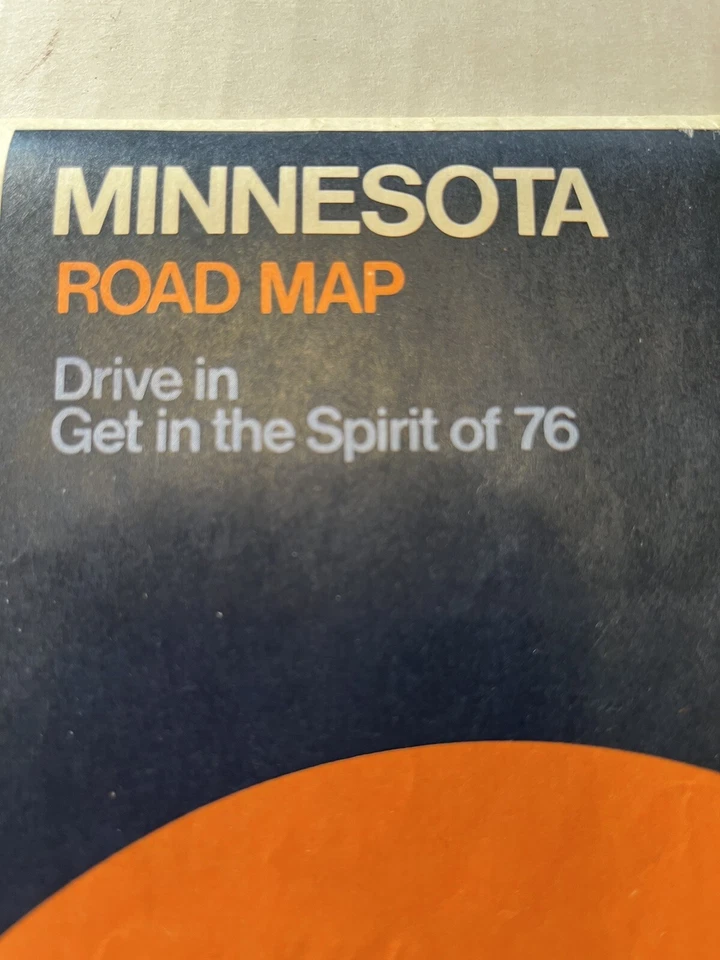 MINNESOTA
ROAD MAP
Drive in
Get in the Spirit of 76